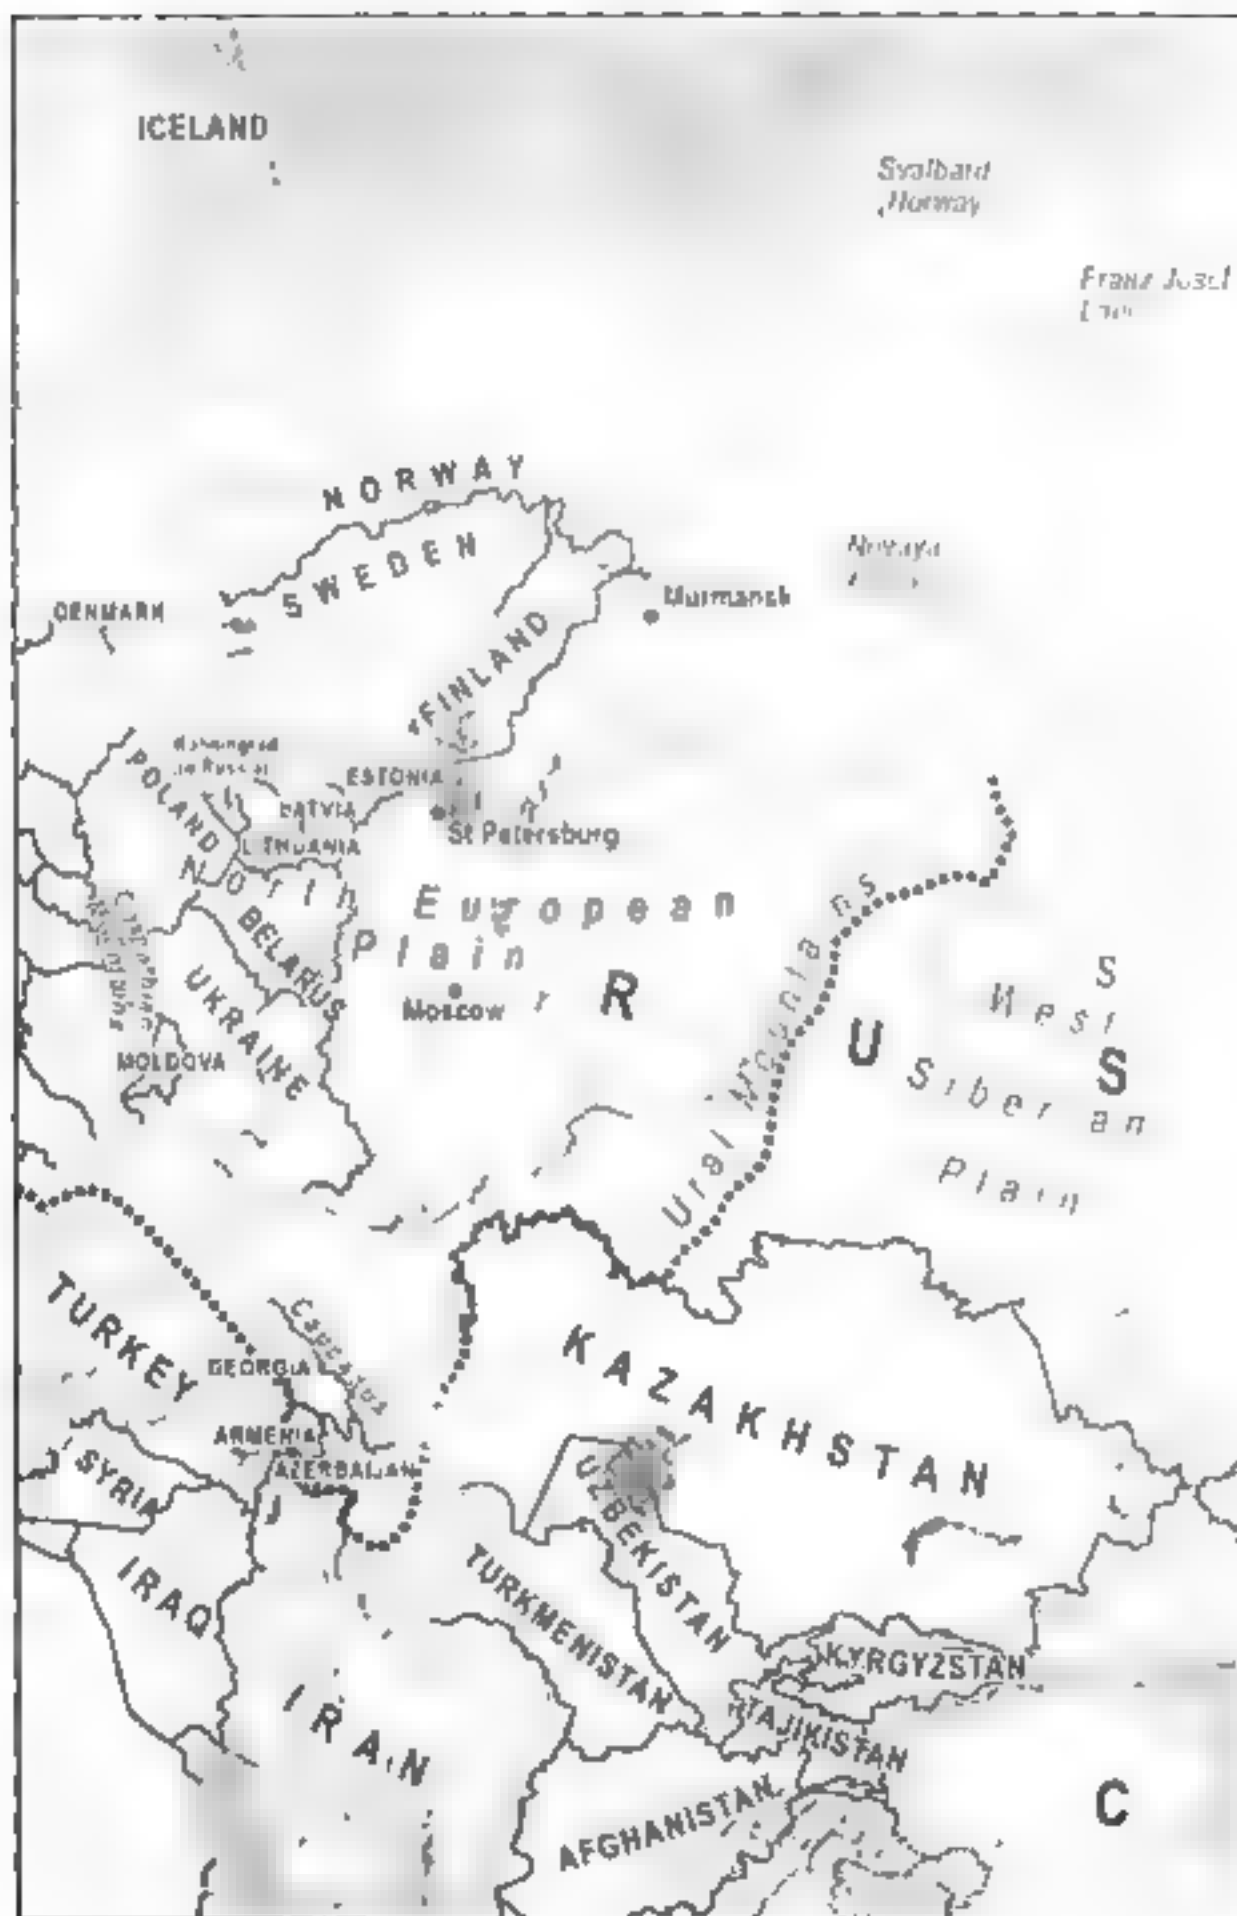 ICELAND
Svalbard
Norway
Franz Josef
NORWAY
SWEDEN
DENMARK
Murmansk
FINLAND
POLAND
ESTONIA
LATVIA
LITHUANIA
St Petersburg
North
European
Plain
BELARUS
UKRAINE
Moscow
MOLDOVA
R
U
S
S
Ural Mountains
West
Siberian
Plain
TURKEY
Caucasus
GEORGIA
ARMENIA
AZERBAIJAN
SYRIA
KAZAKHSTAN
UZBEKISTAN
IRAQ
TURKMENISTAN
KYRGYZSTAN
IRAN
TAJIKISTAN
AFGHANISTAN
C